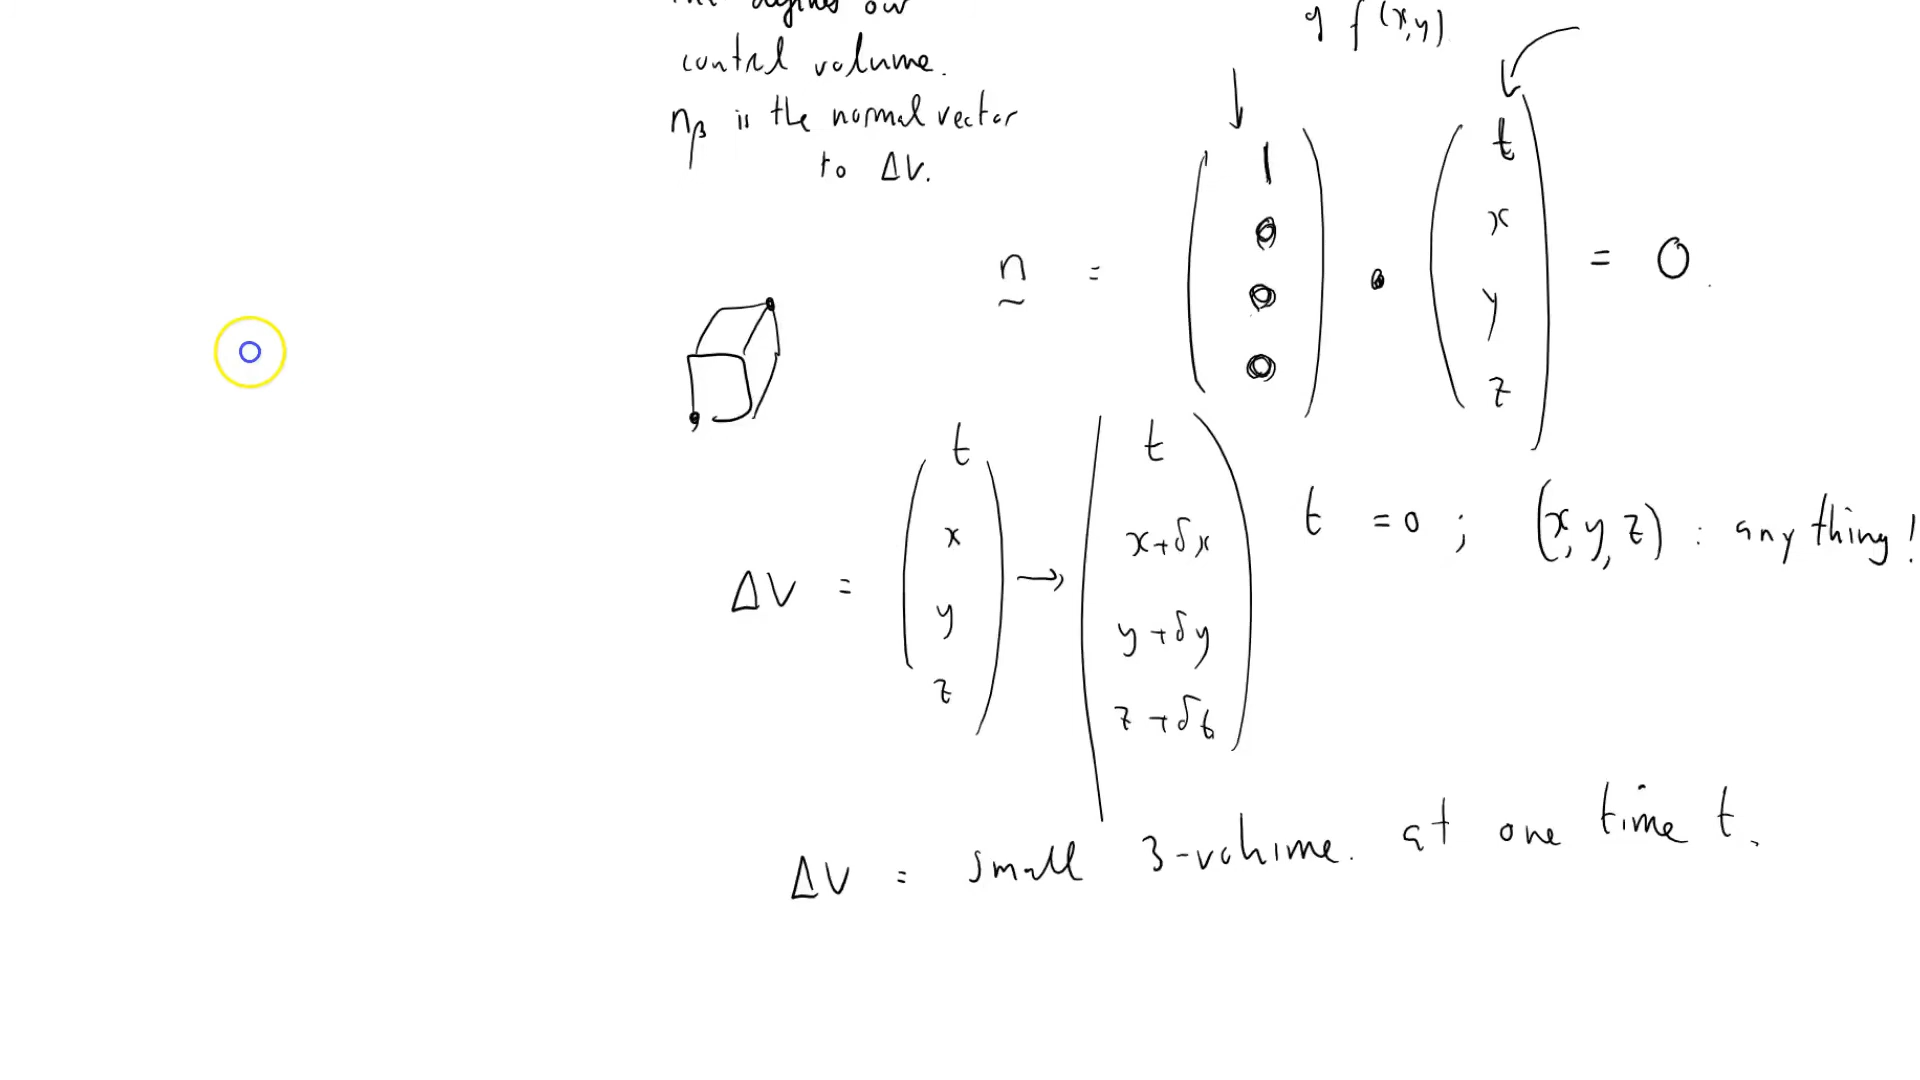 control volume.
n_β is the normal vector
to ΔV.
f(x,y)
n = (1 0 0 0) · (t x y z) = 0.
ΔV = (t x y z) → (t x+δx y+δy z+δt)
t = 0 ; (x, y, z) : anything!
ΔV = small 3-volume. at one time t.